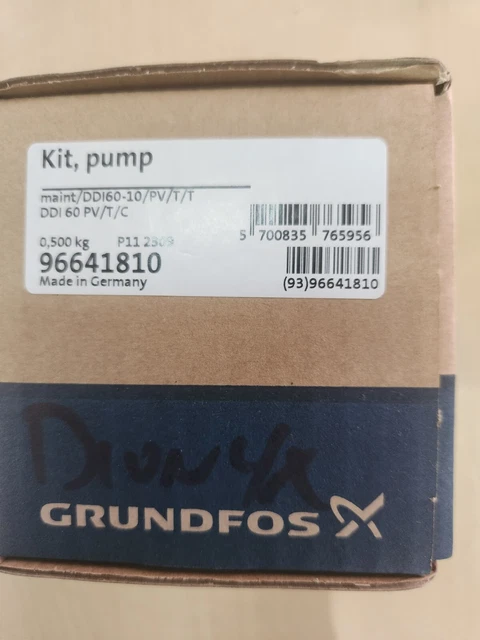 Kit, pump
maint/DDI60-10/PV/T/T
DDI 60 PV/T/C
0,500 kg P11 2309
5 700835 765956
96641810
Made in Germany
(93)96641810
GRUNDFOS